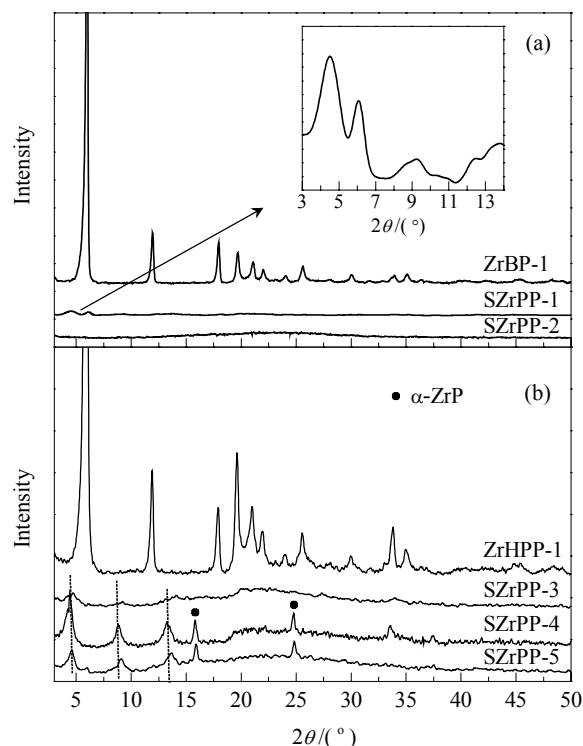 (a)
Intensity
3 5 7 9 11 13
2θ/(°)
ZrBP-1
SZrPP-1
SZrPP-2
(b)
● α-ZrP
Intensity
ZrHPP-1
SZrPP-3
SZrPP-4
SZrPP-5
5 10 15 20 25 30 35 40 45 50
2θ/(°)